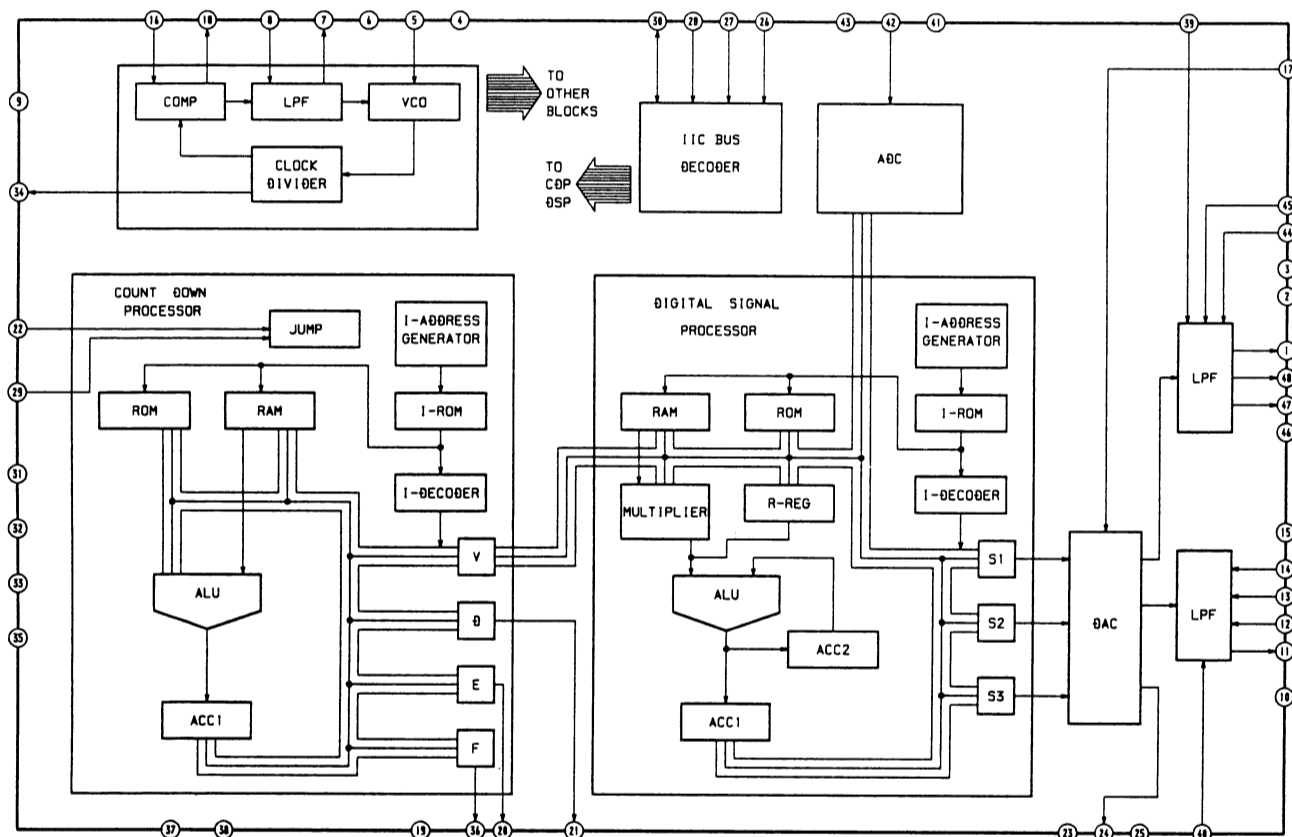 16 18 8 7 6 5 4 30 28 27 26 43 42 41 39
17
9
34
22
29
31
32
33
35
COMP
LPF
VCO
CLOCK
DIVIDER
TO
OTHER
BLOCKS
IIC BUS
DECODER
TO
CDP
DSP
ADC
COUNT DOWN
PROCESSOR
JUMP
I-ADDRESS
GENERATOR
ROM
RAM
I-ROM
I-DECODER
ALU
ACC1
V
D
E
F
DIGITAL SIGNAL
PROCESSOR
I-ADDRESS
GENERATOR
RAM
ROM
I-ROM
MULTIPLIER
R-REG
I-DECODER
ALU
ACC2
ACC1
S1
S2
S3
DAC
LPF
LPF
45
44
3
2
1
48
47
46
15
14
13
12
11
10
37 38 19 36 20 21 23 24 25 40